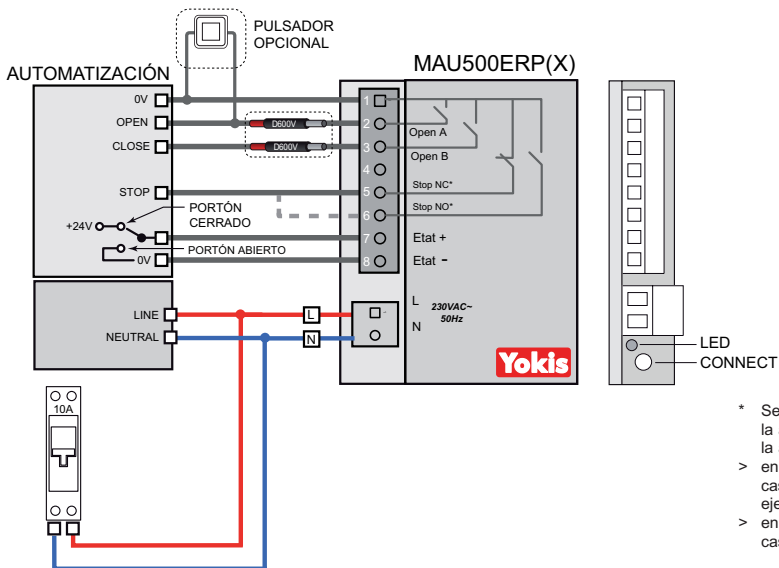 PULSADOR
OPCIONAL
AUTOMATIZACIÓN
MAU500ERP(X)
0V
OPEN
CLOSE
STOP
+24V
PORTÓN
CERRADO
PORTÓN ABIERTO
0V
D600V
D600V
1
2
3
4
5
6
7
8
Open A
Open B
Stop NC*
Stop NO*
Etat +
Etat -
LINE
NEUTRAL
L
N
L
N
230VAC~
50Hz
Yokis
LED
CONNECT
10A
* Se
la
la
> en
cas
eje
> en
cas